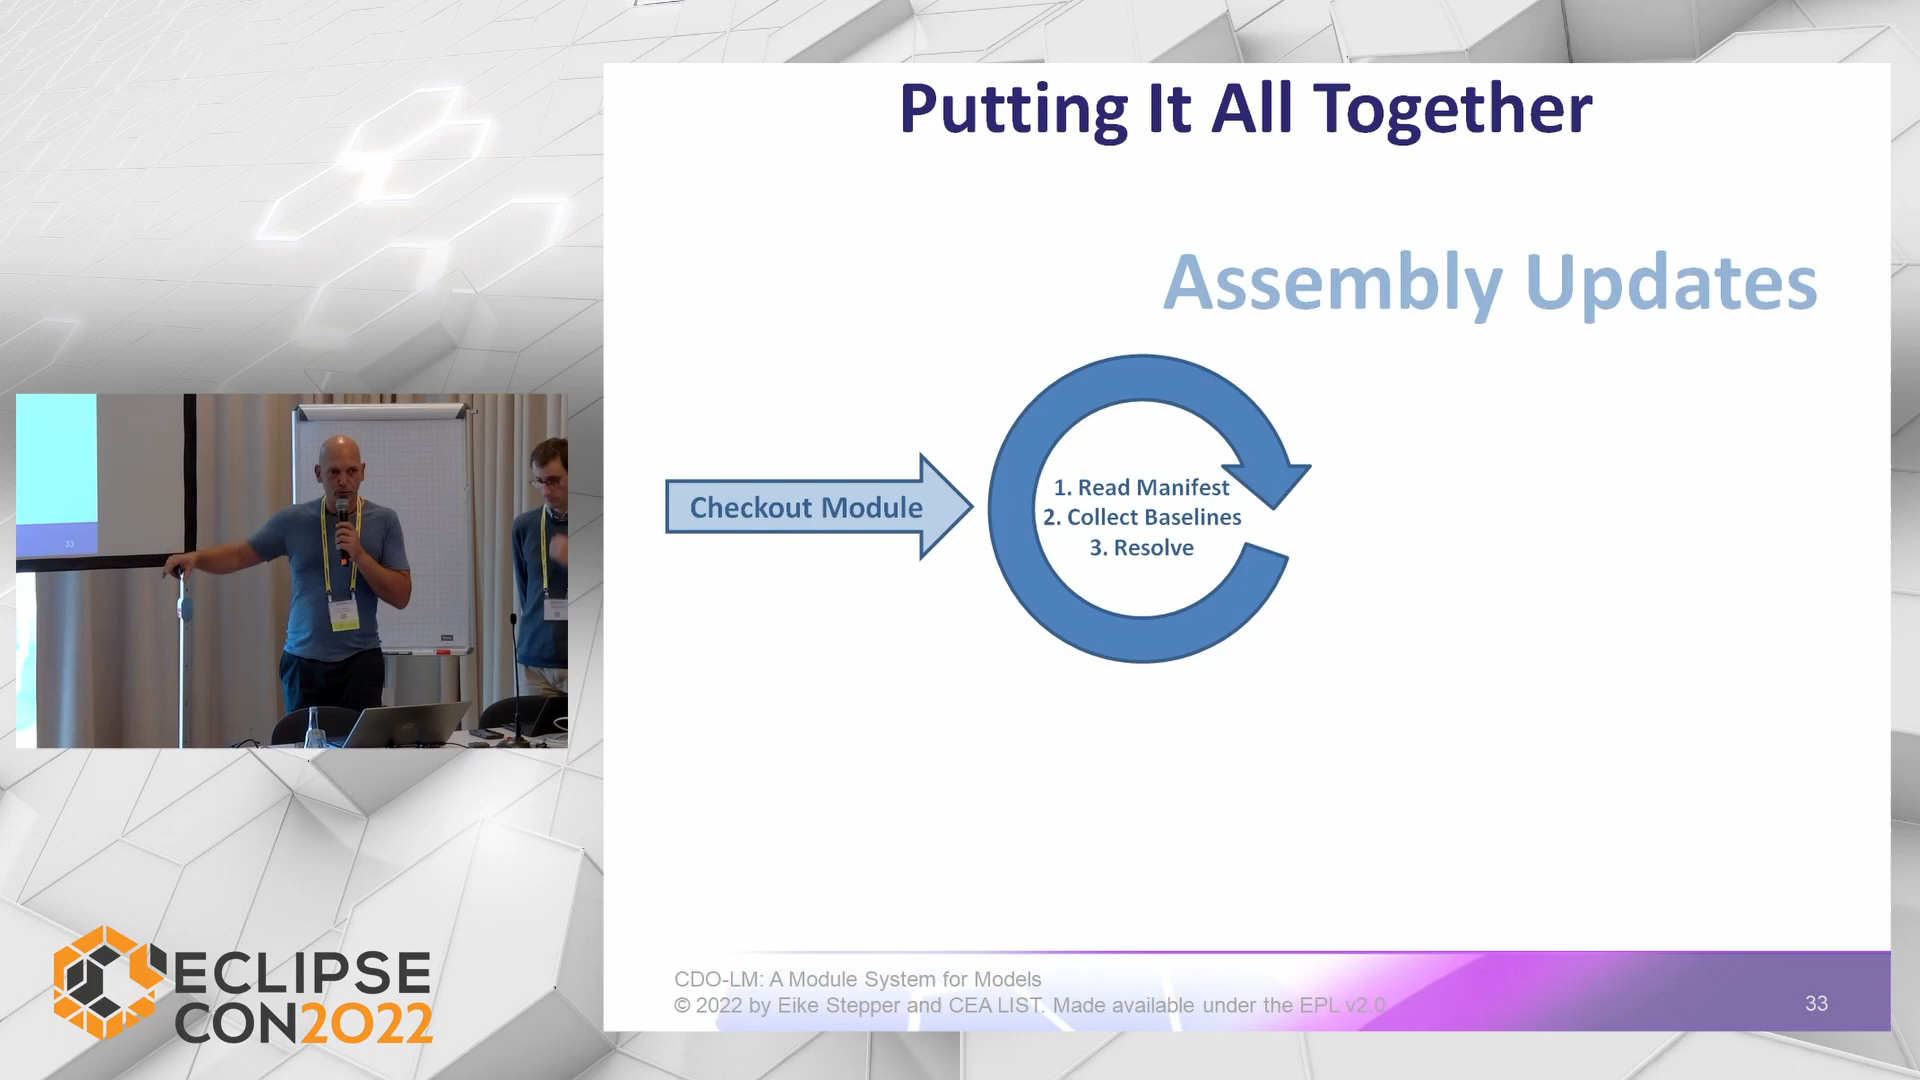 Putting It All Together
Assembly Updates
Checkout Module
1. Read Manifest
2. Collect Baselines
3. Resolve
CDO-LM: A Module System for Models
© 2022 by Eike Stepper and CEA LIST. Made available under the EPL v2.0.
33
33
ECLIPSE
CON2022